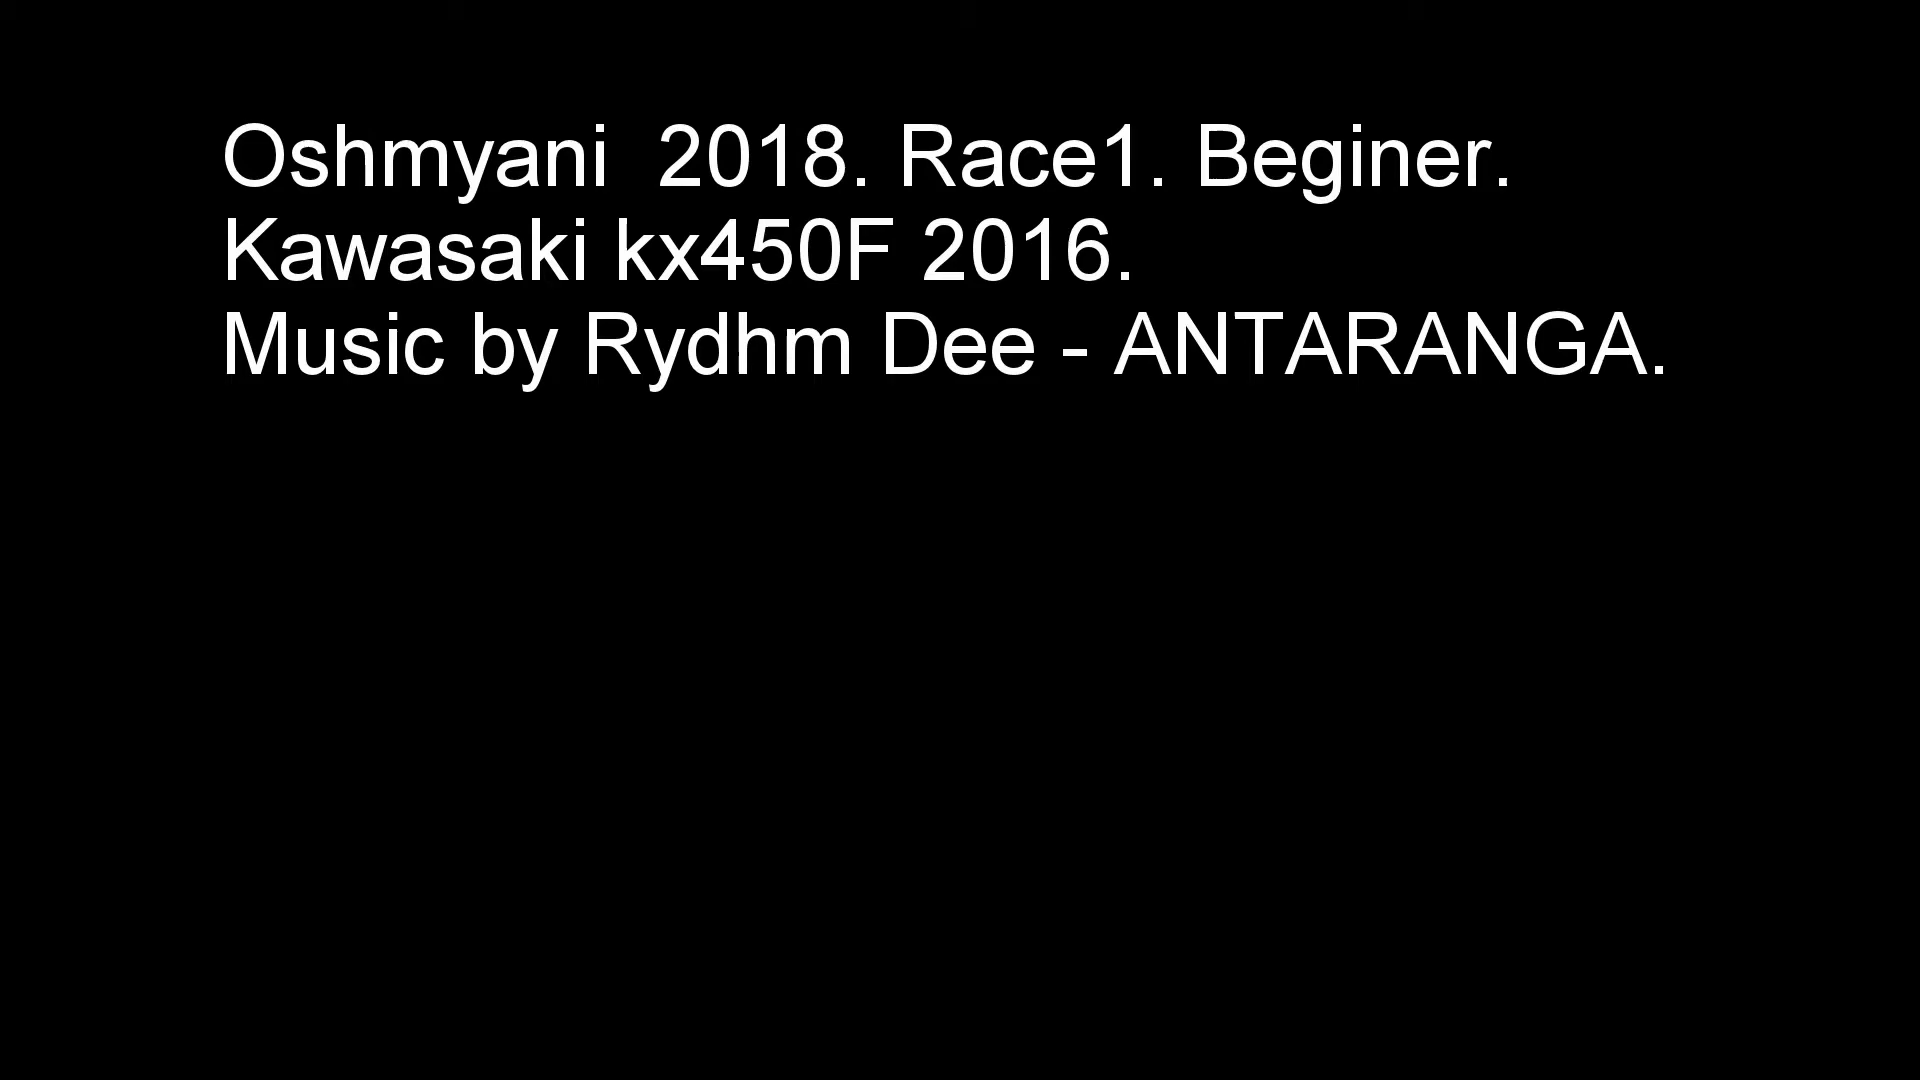 Oshmyani  2018. Race1. Beginer.
Kawasaki kx450F 2016.
Music by Rydhm Dee - ANTARANGA.